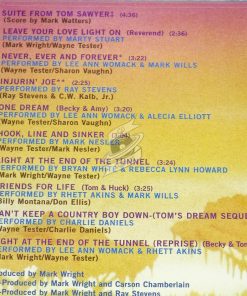 SUITE FROM TOM SAWYER‡ (4:36)
(Score by Mark Watters)
LEAVE YOUR LOVE LIGHT ON (Reverend) (2:36)
PERFORMED BY MARTY STUART
(Mark Wright/Wayne Tester)
NEVER, EVER AND FOREVER* (3:22)
PERFORMED BY LEE ANN WOMACK & MARK WILLS
(Wayne Tester/Sharon Vaughn)
INJURIN' JOE** (2:25)
PERFORMED BY RAY STEVENS
(Ray Stevens & C.W. Kalb, Jr.)
ONE DREAM (Becky & Amy) (3:20)
PERFORMED BY LEE ANN WOMACK & ALECIA ELLIOTT
(Wayne Tester/Sharon Vaughn)
HOOK, LINE AND SINKER (3:04)
PERFORMED BY MARK NESLER
(Wayne Tester/Mark Nesler)
LIGHT AT THE END OF THE TUNNEL (3:24)
PERFORMED BY BRYAN WHITE & REBECCA LYNN HOWARD
(Mark Wright/Wayne Tester)
FRIENDS FOR LIFE (Tom & Huck) (3:25)
PERFORMED BY RHETT AKINS & MARK WILLS
(Billy Montana/Don Ellis)
CAN'T KEEP A COUNTRY BOY DOWN-(TOM'S DREAM SEQU
PERFORMED BY CHARLIE DANIELS
(Wayne Tester/Charlie Daniels)
IGHT AT THE END OF THE TUNNEL (REPRISE) (Becky & Tom
PERFORMED BY LEE ANN WOMACK & RHETT AKINS
Mark Wright/Wayne Tester)
oduced by Mark Wright
-Produced by Mark Wright and Carson Chamberlain
-Produced by Mark Wright and Ray Stevens